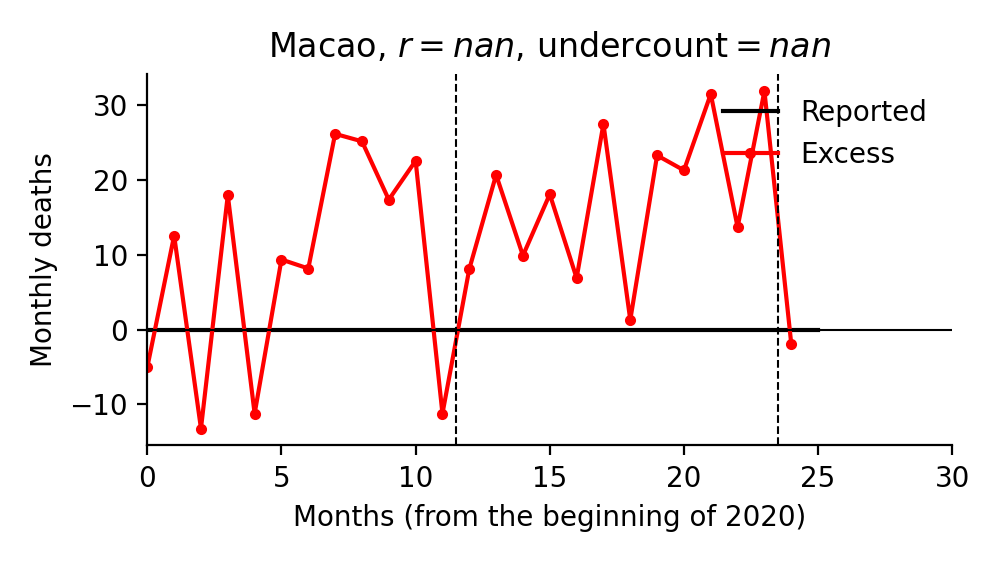 Macao, r = nan, undercount = nan
30
20
10
0
−10
Monthly deaths
Reported
Excess
0 5 10 15 20 25 30
Months (from the beginning of 2020)